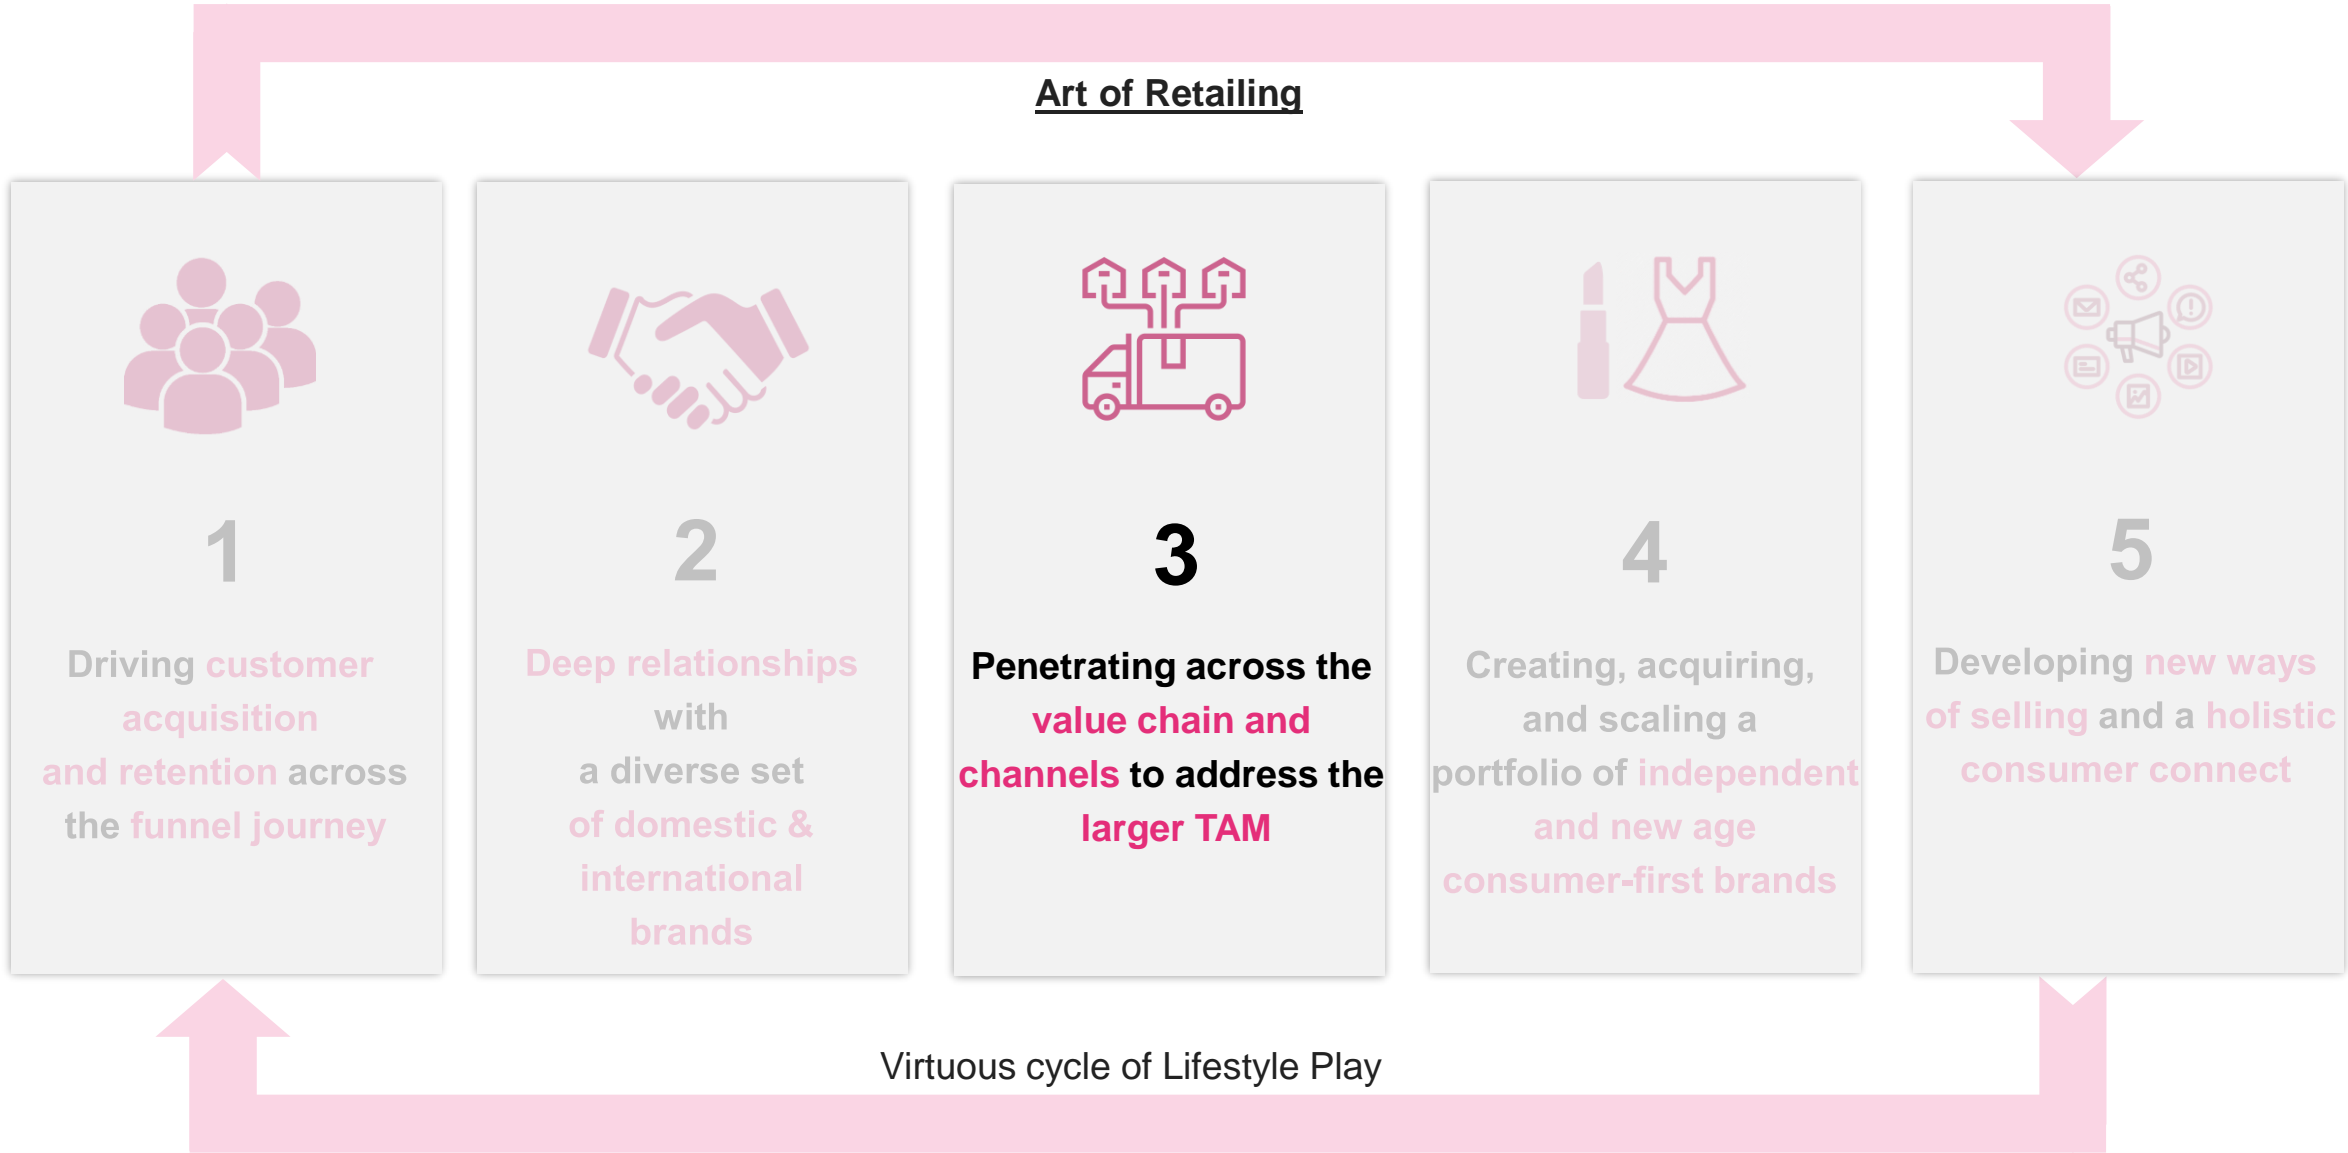 Art of Retailing
1
Driving customer
acquisition
and retention across
the funnel journey
2
Deep relationships
with
a diverse set
of domestic &
international
brands
3
Penetrating across the
value chain and
channels to address the
larger TAM
4
Creating, acquiring,
and scaling a
portfolio of independent
and new age
consumer-first brands
5
Developing new ways
of selling and a holistic
consumer connect
Virtuous cycle of Lifestyle Play